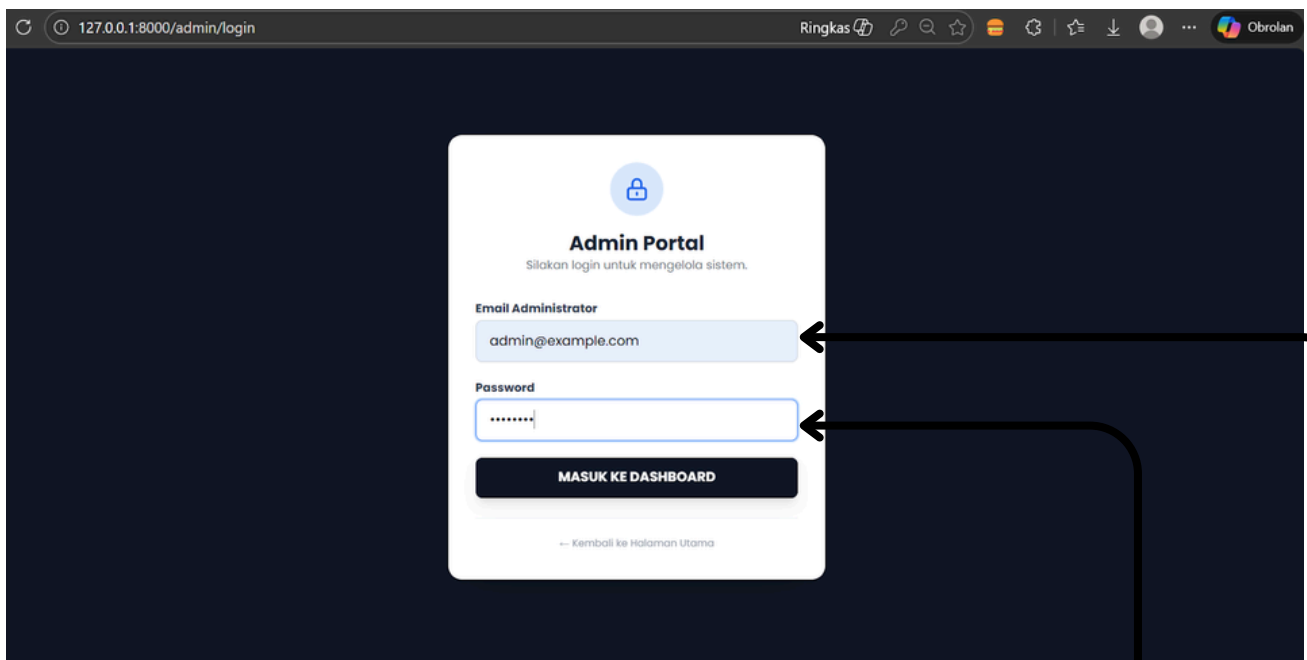 127.0.0.1:8000/admin/login
Ringkas
Obrolan
Admin Portal
Silakan login untuk mengelola sistem.
Email Administrator
admin@example.com
Password
••••••••
MASUK KE DASHBOARD
← Kembali ke Halaman Utama